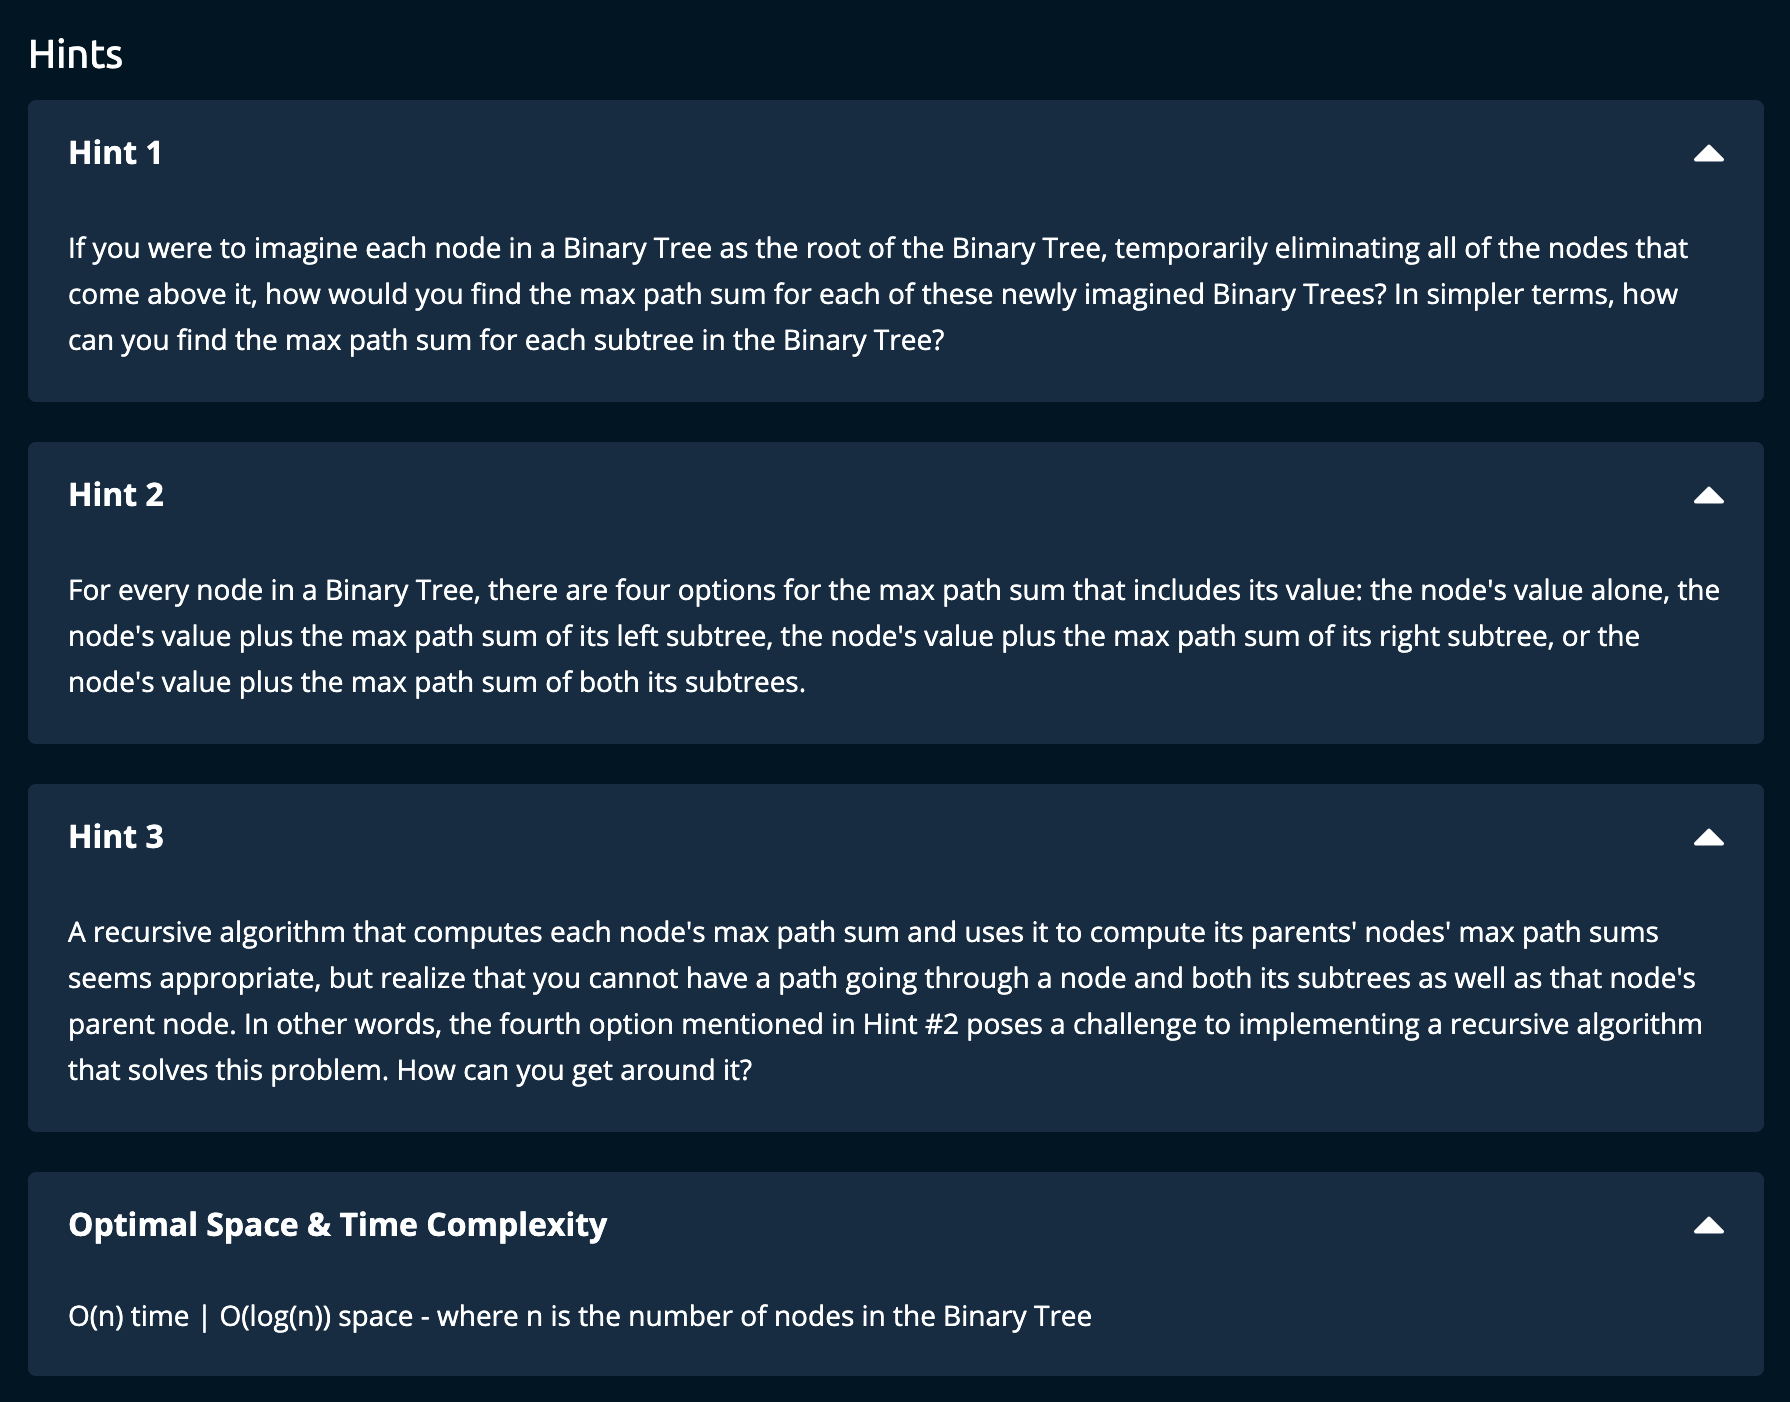 Hints
Hint 1
If you were to imagine each node in a Binary Tree as the root of the Binary Tree, temporarily eliminating all of the nodes that
come above it, how would you find the max path sum for each of these newly imagined Binary Trees? In simpler terms, how
can you find the max path sum for each subtree in the Binary Tree?
Hint 2
For every node in a Binary Tree, there are four options for the max path sum that includes its value: the node's value alone, the
node's value plus the max path sum of its left subtree, the node's value plus the max path sum of its right subtree, or the
node's value plus the max path sum of both its subtrees.
Hint 3
A recursive algorithm that computes each node's max path sum and uses it to compute its parents' nodes' max path sums
seems appropriate, but realize that you cannot have a path going through a node and both its subtrees as well as that node's
parent node. In other words, the fourth option mentioned in Hint #2 poses a challenge to implementing a recursive algorithm
that solves this problem. How can you get around it?
Optimal Space & Time Complexity
O(n) time | O(log(n)) space - where n is the number of nodes in the Binary Tree